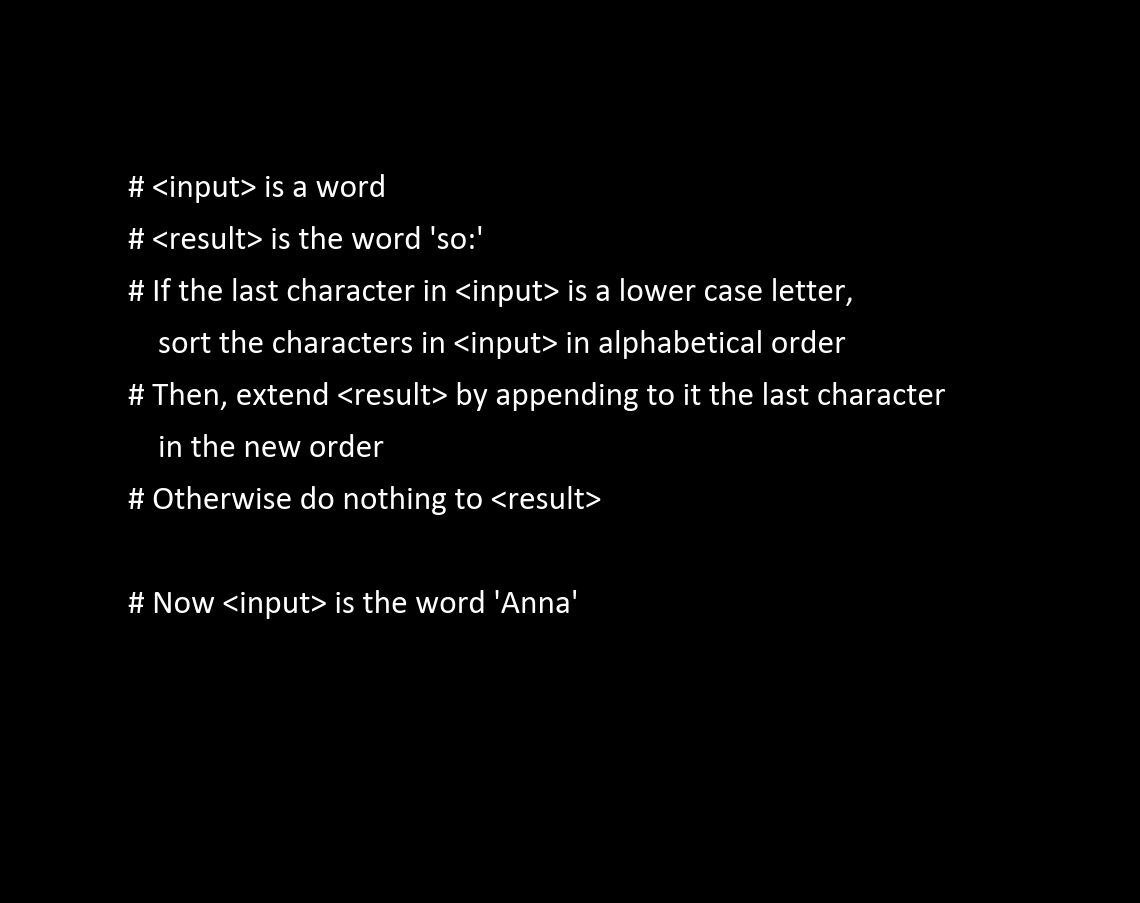 # <input> is a word
# <result> is the word 'so:'
# If the last character in <input> is a lower case letter,
sort the characters in <input> in alphabetical order
# Then, extend <result> by appending to it the last character
in the new order
# Otherwise do nothing to <result>
# Now <input> is the word 'Anna'